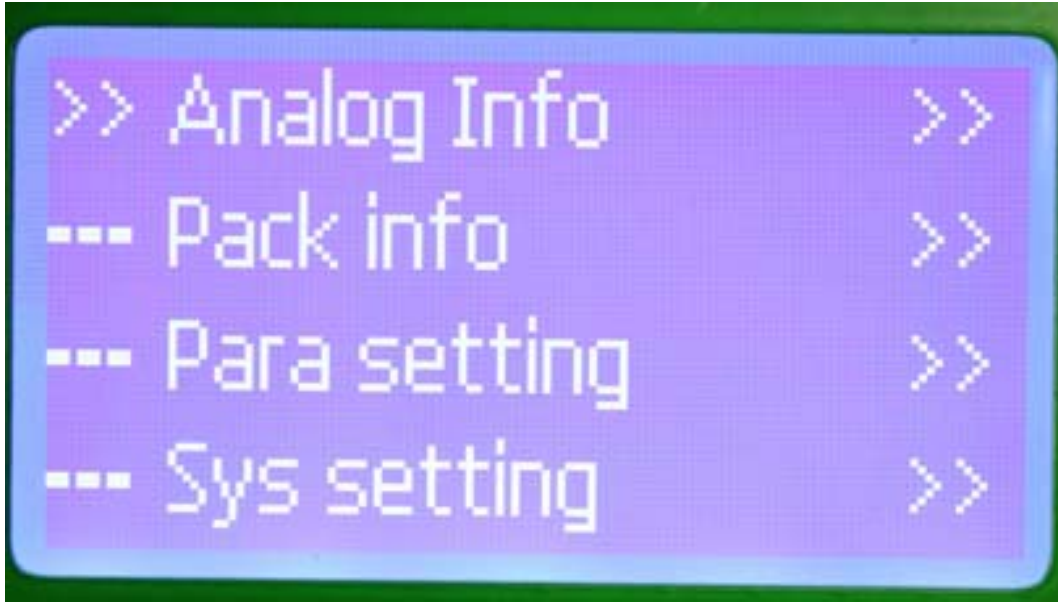 >> Analog Info >>
--- Pack info >>
--- Para setting >>
--- Sys setting >>